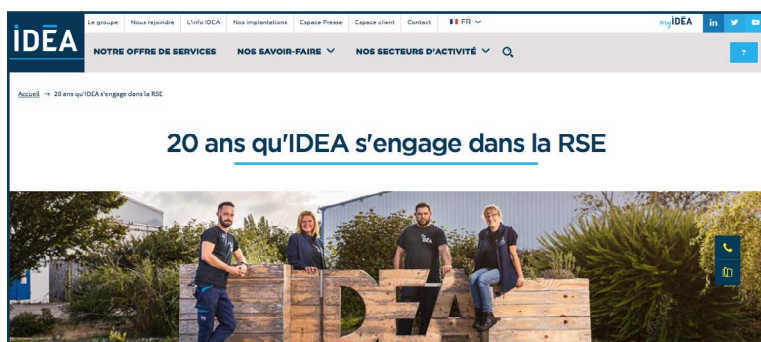 Le groupe Nous rejoindre L'info IDEA Nos implantations Espace Presse Espace client Contact FR
myIDEA in
IDEA
NOTRE OFFRE DE SERVICES NOS SAVOIR-FAIRE NOS SECTEURS D'ACTIVITÉ ?
Accueil → 20 ans qu'IDEA s'engage dans la RSE
20 ans qu'IDEA s'engage dans la RSE
IDEA
IDEA